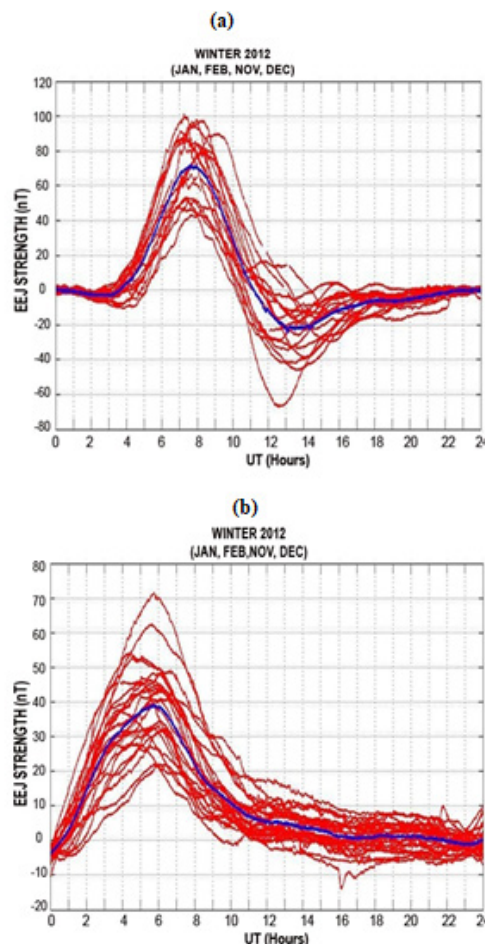 (a)
WINTER 2012
(JAN, FEB, NOV, DEC)
120
100
80
60
40
20
0
-20
-40
-60
-80
EEJ STRENGTH (nT)
0 2 4 6 8 10 12 14 16 18 20 22 24
UT (Hours)
(b)
WINTER 2012
(JAN, FEB,NOV, DEC)
80
70
60
50
40
30
20
10
0
-10
-20
EEJ STRENGTH (nT)
0 2 4 6 8 10 12 14 16 18 20 22 24
UT (Hours)